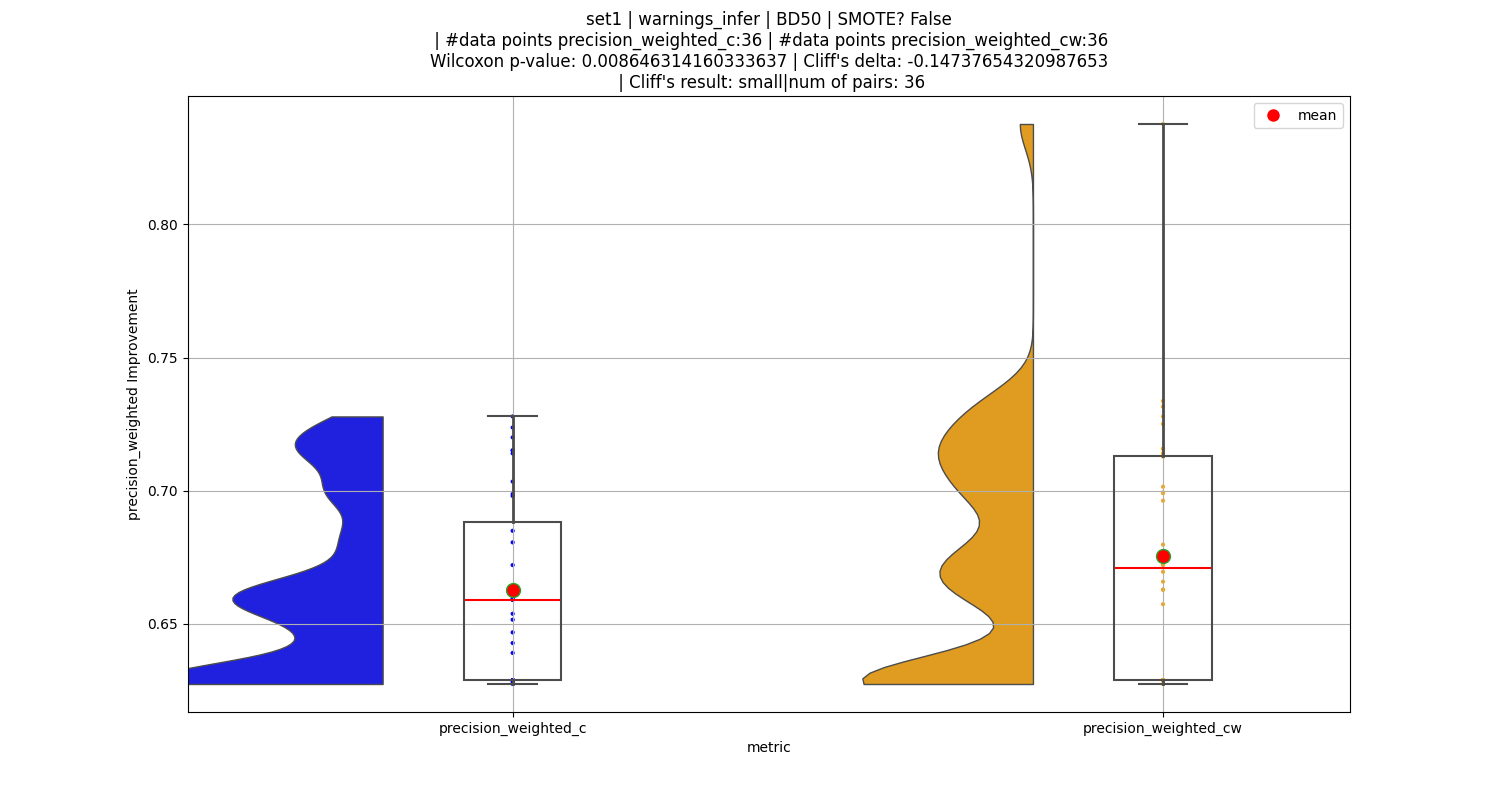 set1 | warnings_infer | BD50 | SMOTE? False
| #data points precision_weighted_c:36 | #data points precision_weighted_cw:36
Wilcoxon p-value: 0.008646314160333637 | Cliff's delta: -0.14737654320987653
| Cliff's result: small|num of pairs: 36
mean
0.80
0.75
0.70
0.65
precision_weighted Improvement
precision_weighted_c
precision_weighted_cw
metric